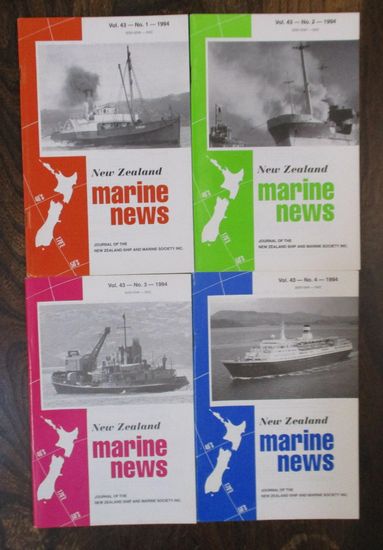 Vol. 43 — No. 1 — 1994
New Zealand
marine
news
JOURNAL OF THE
NEW ZEALAND SHIP AND MARINE SOCIETY INC.
Vol. 43 — No. 2 — 1994
New Zealand
marine
news
JOURNAL OF THE
NEW ZEALAND SHIP AND MARINE SOCIETY INC.
Vol. 43 — No. 3 — 1994
New Zealand
marine
news
JOURNAL OF THE
NEW ZEALAND SHIP AND MARINE SOCIETY INC.
Vol. 43 — No. 4 — 1994
New Zealand
marine
news
JOURNAL OF THE
NEW ZEALAND SHIP AND MARINE SOCIETY INC.